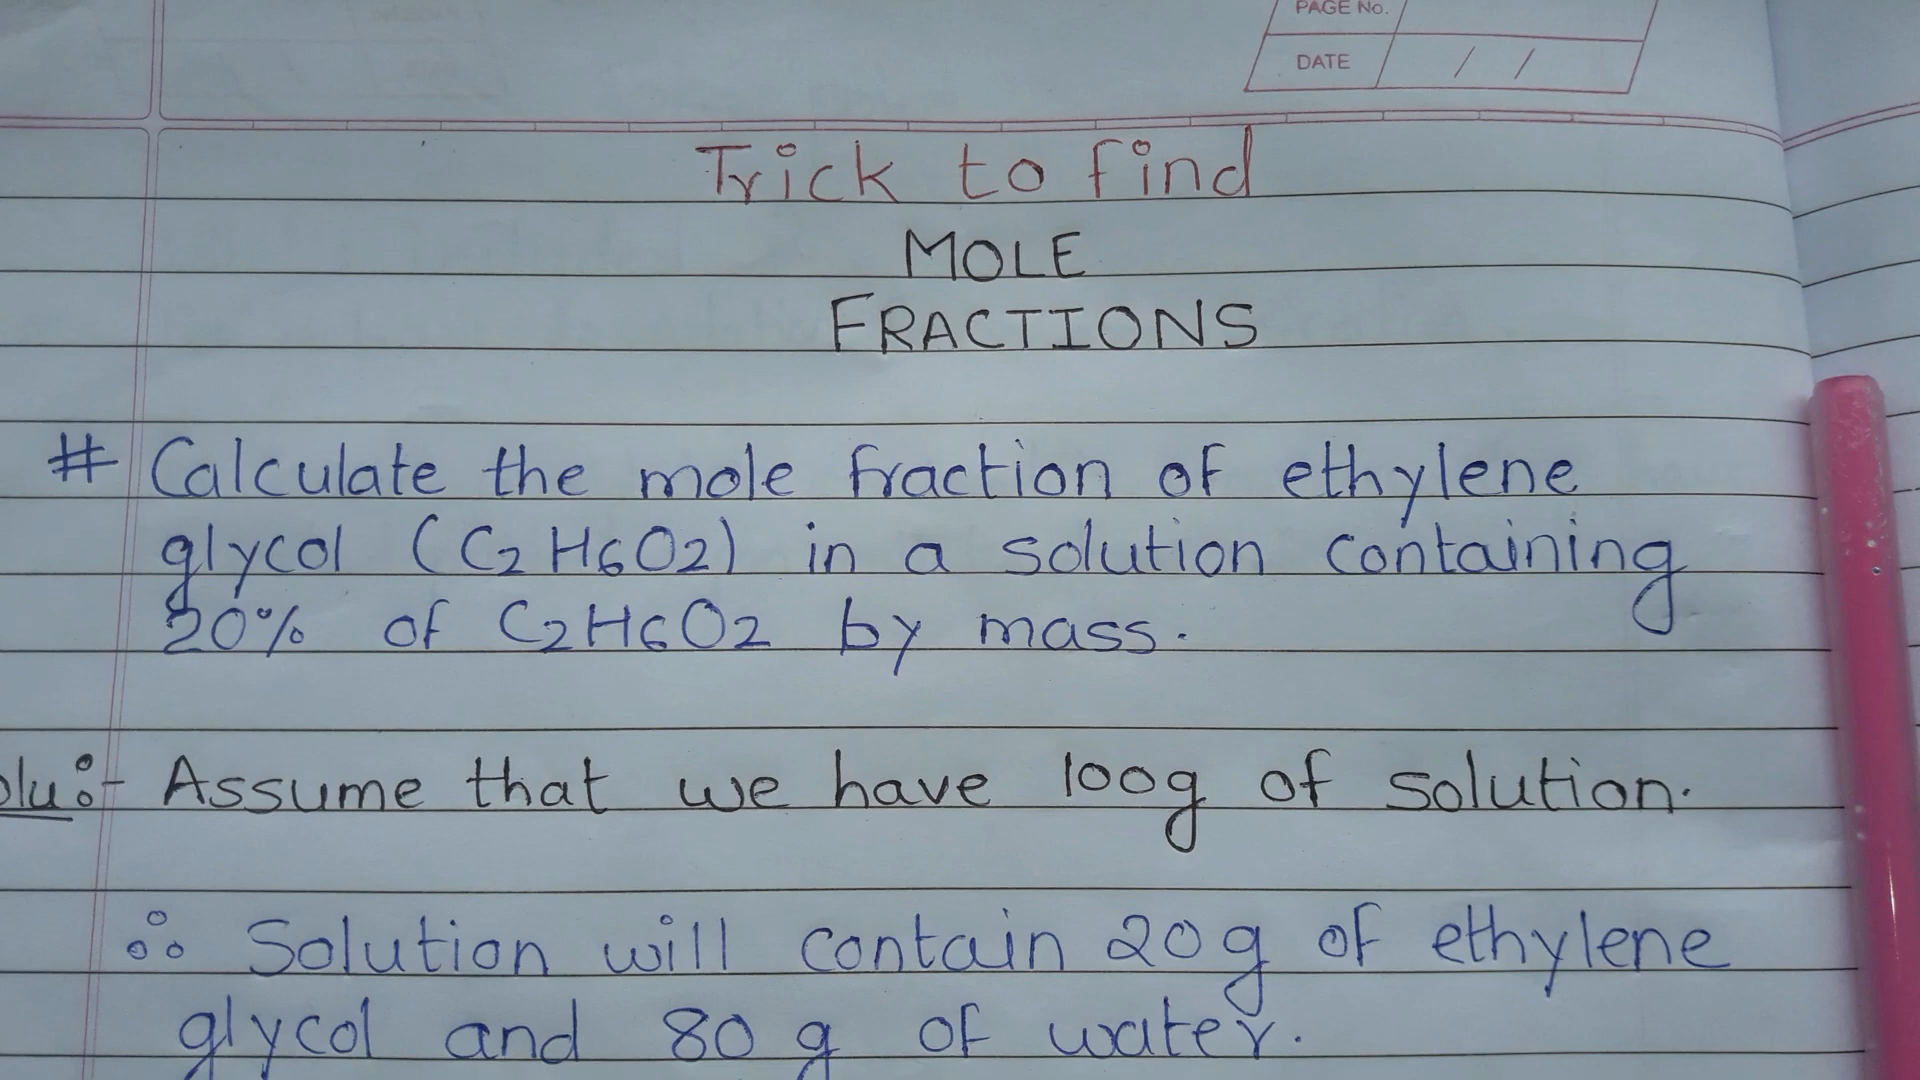 PAGE No.
DATE / /
Trick to find
MOLE
FRACTIONS
# Calculate the mole fraction of ethylene
glycol (C2H6O2) in a solution containing
20% of C2H6O2 by mass.
olu:- Assume that we have 100g of solution.
∴ Solution will contain 20g of ethylene
glycol and 80 g of water.